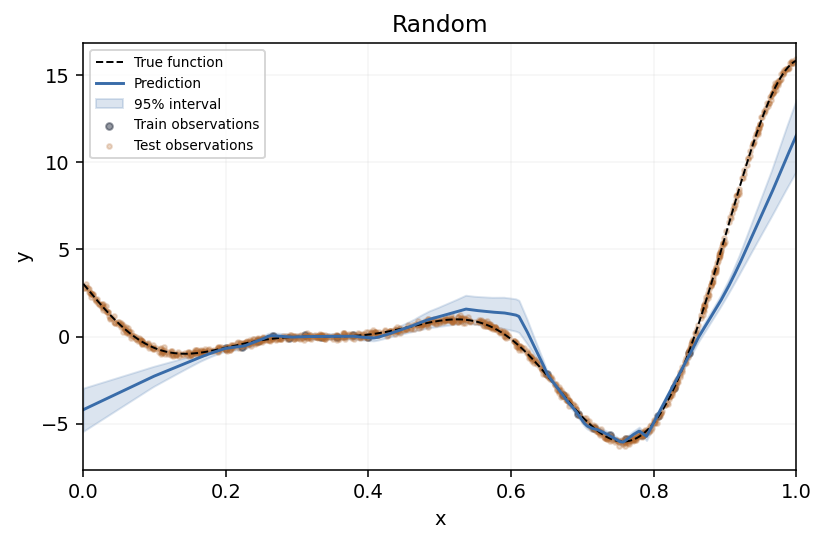 Random
True function
Prediction
95% interval
Train observations
Test observations
15
10
5
0
−5
y
0.0 0.2 0.4 0.6 0.8 1.0
x